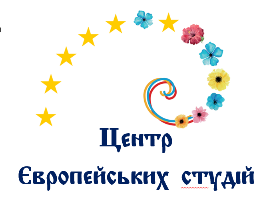 Центр
Європейських студій